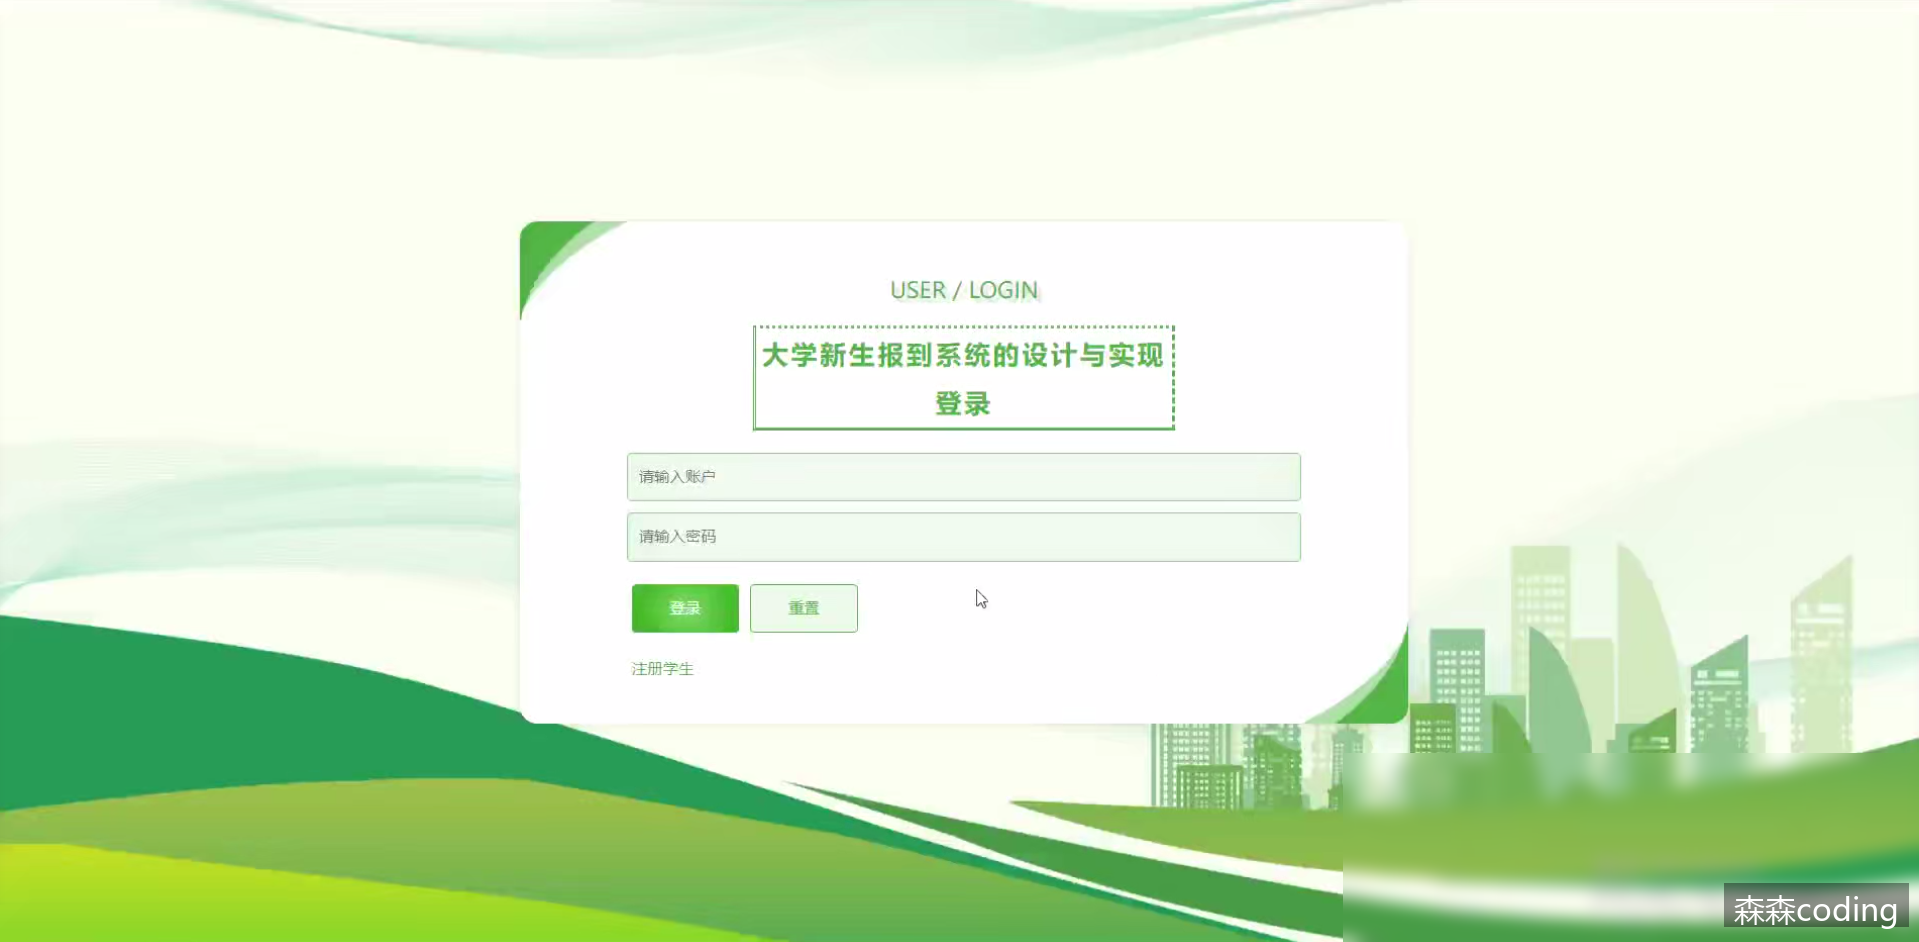 USER / LOGIN
大学新生报到系统的设计与实现
登录
请输入账户
请输入密码
登录
重置
注册学生
森森coding